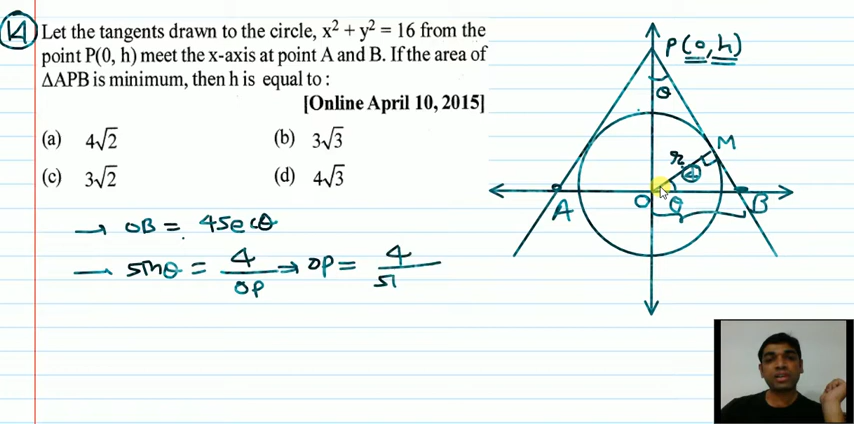 14
Let the tangents drawn to the circle, x² + y² = 16 from the
point P(0, h) meet the x-axis at point A and B. If the area of
ΔAPB is minimum, then h is equal to :
[Online April 10, 2015]
(a) 4√2 (b) 3√3
(c) 3√2 (d) 4√3
→ OB = 4secθ
→ sinθ = 4/OP → OP = 4/si
P(0, h)
θ
M
r 4
A O θ B